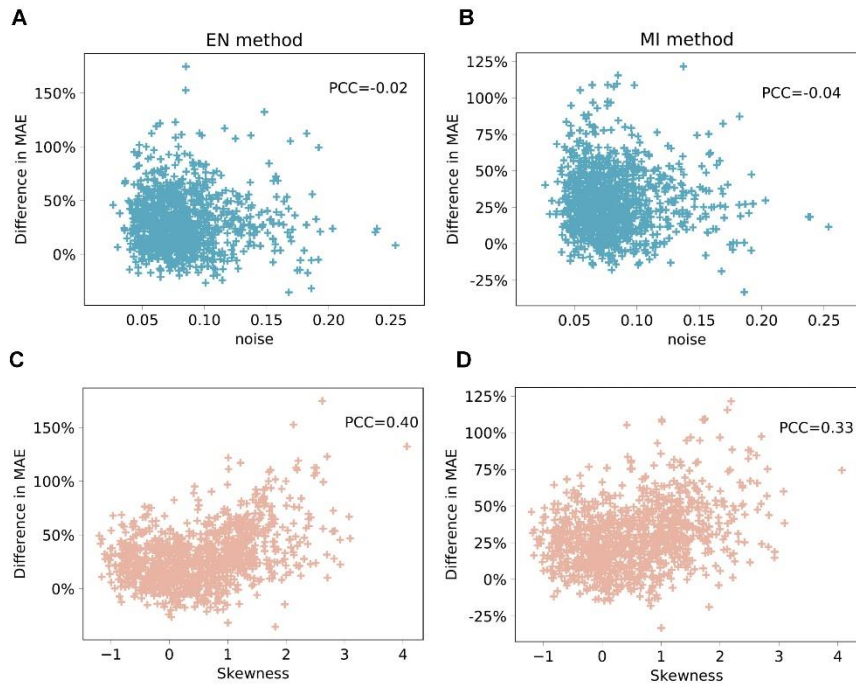 A
EN method
PCC=-0.02
Difference in MAE
150%
100%
50%
0%
0.05 0.10 0.15 0.20 0.25
noise
B
MI method
PCC=-0.04
Difference in MAE
125%
100%
75%
50%
25%
0%
-25%
0.05 0.10 0.15 0.20 0.25
noise
C
PCC=0.40
Difference in MAE
150%
100%
50%
0%
−1 0 1 2 3 4
Skewness
D
PCC=0.33
Difference in MAE
125%
100%
75%
50%
25%
0%
-25%
−1 0 1 2 3 4
Skewness